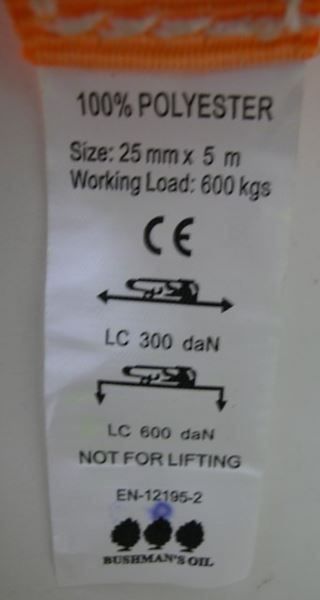 100% POLYESTER
Size: 25 mm x 5 m
Working Load: 600 kgs
CE
LC 300 daN
LC 600 daN
NOT FOR LIFTING
EN-12195-2
BUSHMAN'S OIL